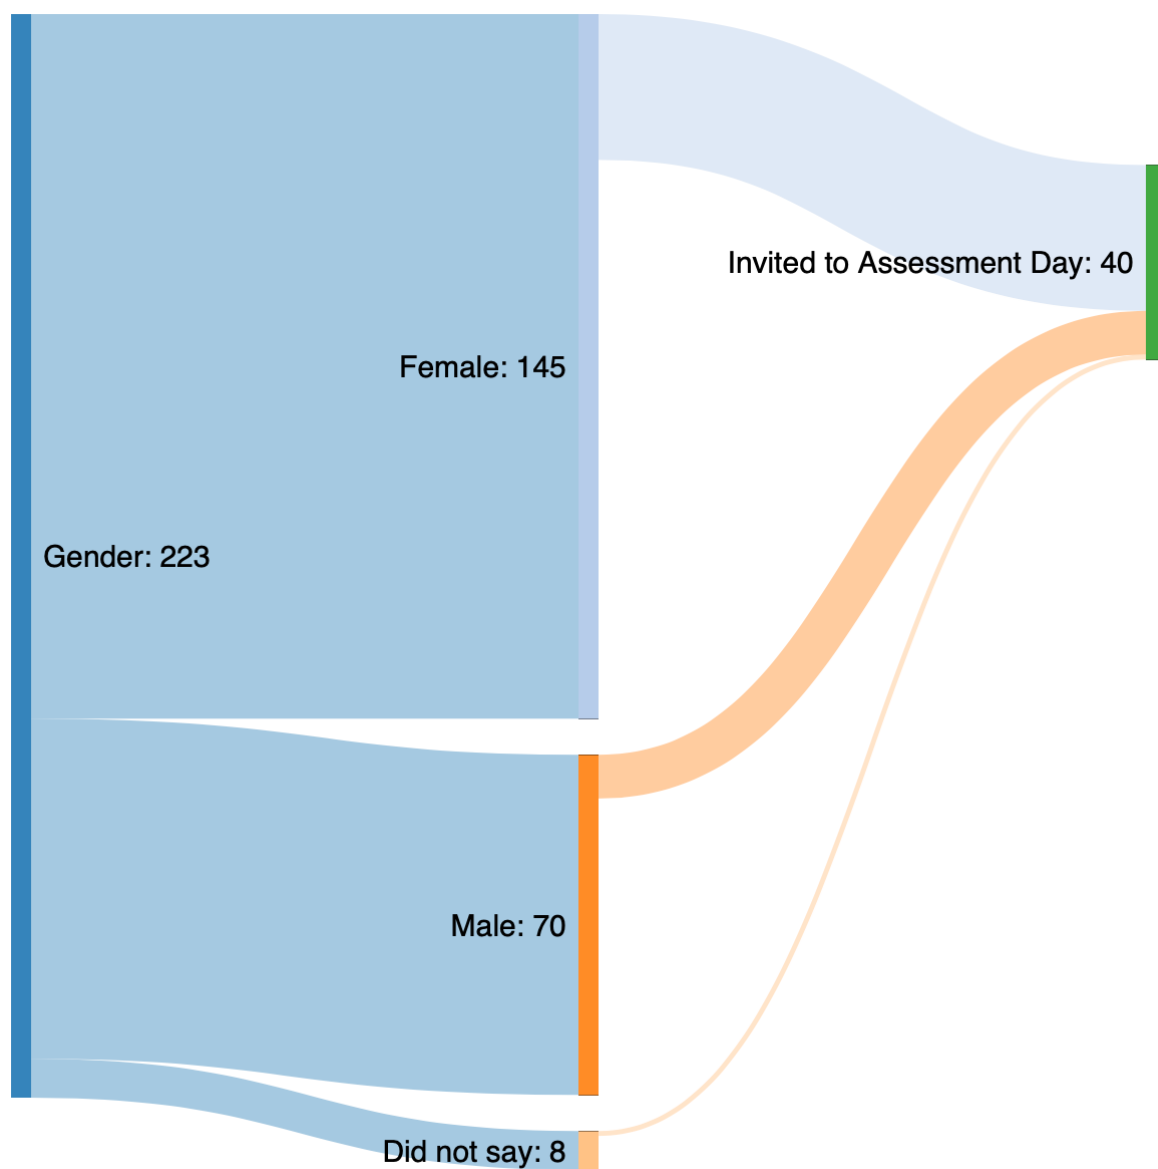 Invited to Assessment Day: 40
Female: 145
Gender: 223
Male: 70
Did not say: 8